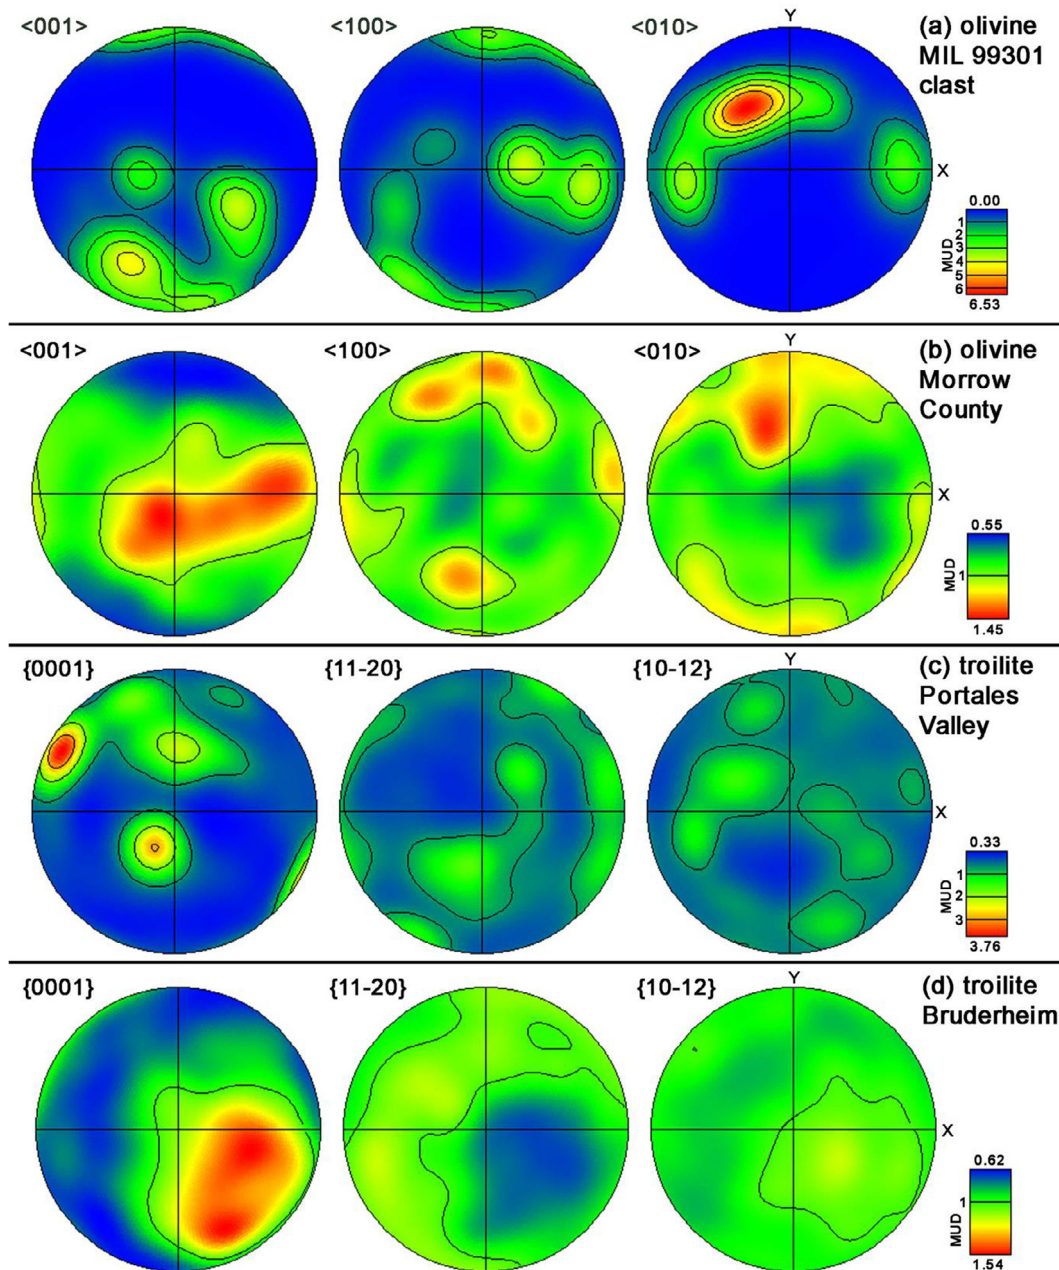 <001>
<100>
<010>
Y
(a) olivine
MIL 99301
clast
X
0.00
1
2
3
4
5
6
MUD
6.53
<001>
<100>
<010>
Y
(b) olivine
Morrow
County
X
0.55
1
MUD
1.45
{0001}
{11-20}
{10-12}
Y
(c) troilite
Portales
Valley
X
0.33
1
2
3
MUD
3.76
{0001}
{11-20}
{10-12}
Y
(d) troilite
Bruderheim
X
0.62
1
MUD
1.54